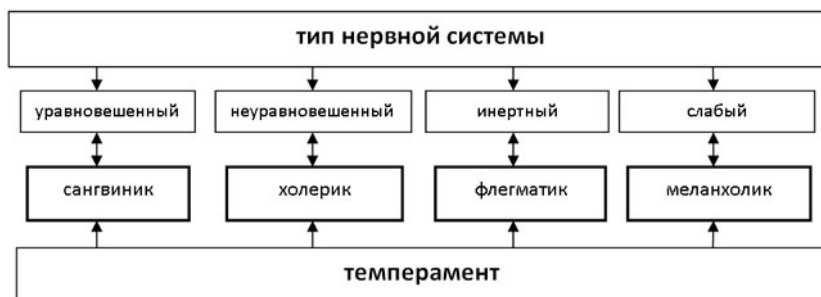 тип нервной системы
уравновешенный неуравновешенный инертный слабый
сангвиник холерик флегматик меланхолик
темперамент